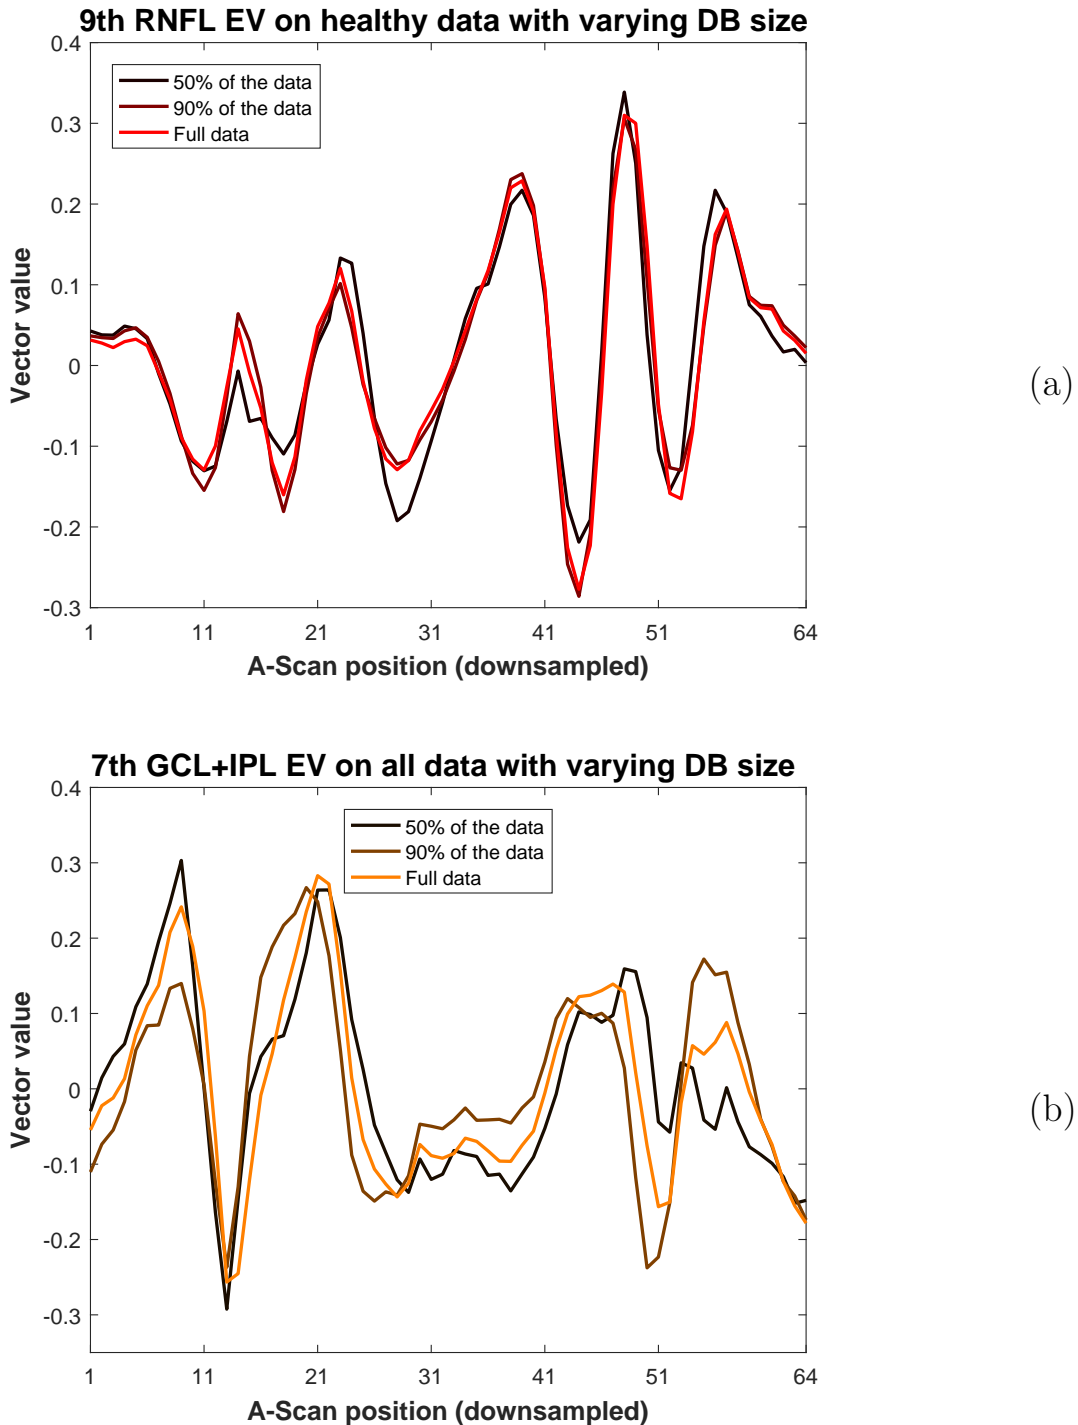 9th RNFL EV on healthy data with varying DB size
0.4
0.3
0.2
0.1
0
-0.1
-0.2
-0.3
Vector value
50% of the data
90% of the data
Full data
1 11 21 31 41 51 64
A-Scan position (downsampled)
(a)
7th GCL+IPL EV on all data with varying DB size
0.4
0.3
0.2
0.1
0
-0.1
-0.2
-0.3
Vector value
50% of the data
90% of the data
Full data
1 11 21 31 41 51 64
A-Scan position (downsampled)
(b)